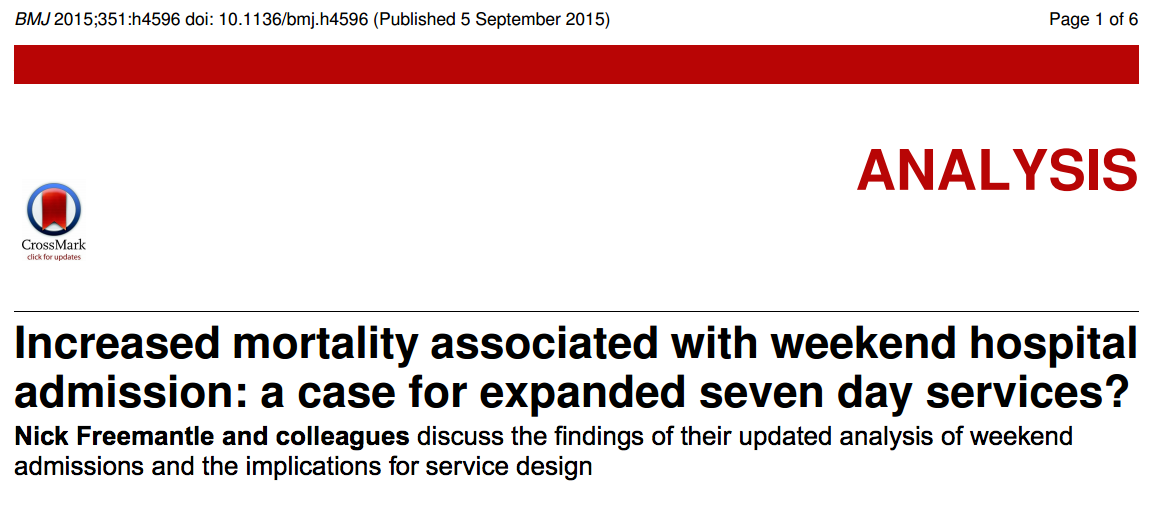 BMJ 2015;351:h4596 doi: 10.1136/bmj.h4596 (Published 5 September 2015)
Page 1 of 6
ANALYSIS
CrossMark
click for updates
Increased mortality associated with weekend hospital
admission: a case for expanded seven day services?
Nick Freemantle and colleagues discuss the findings of their updated analysis of weekend
admissions and the implications for service design